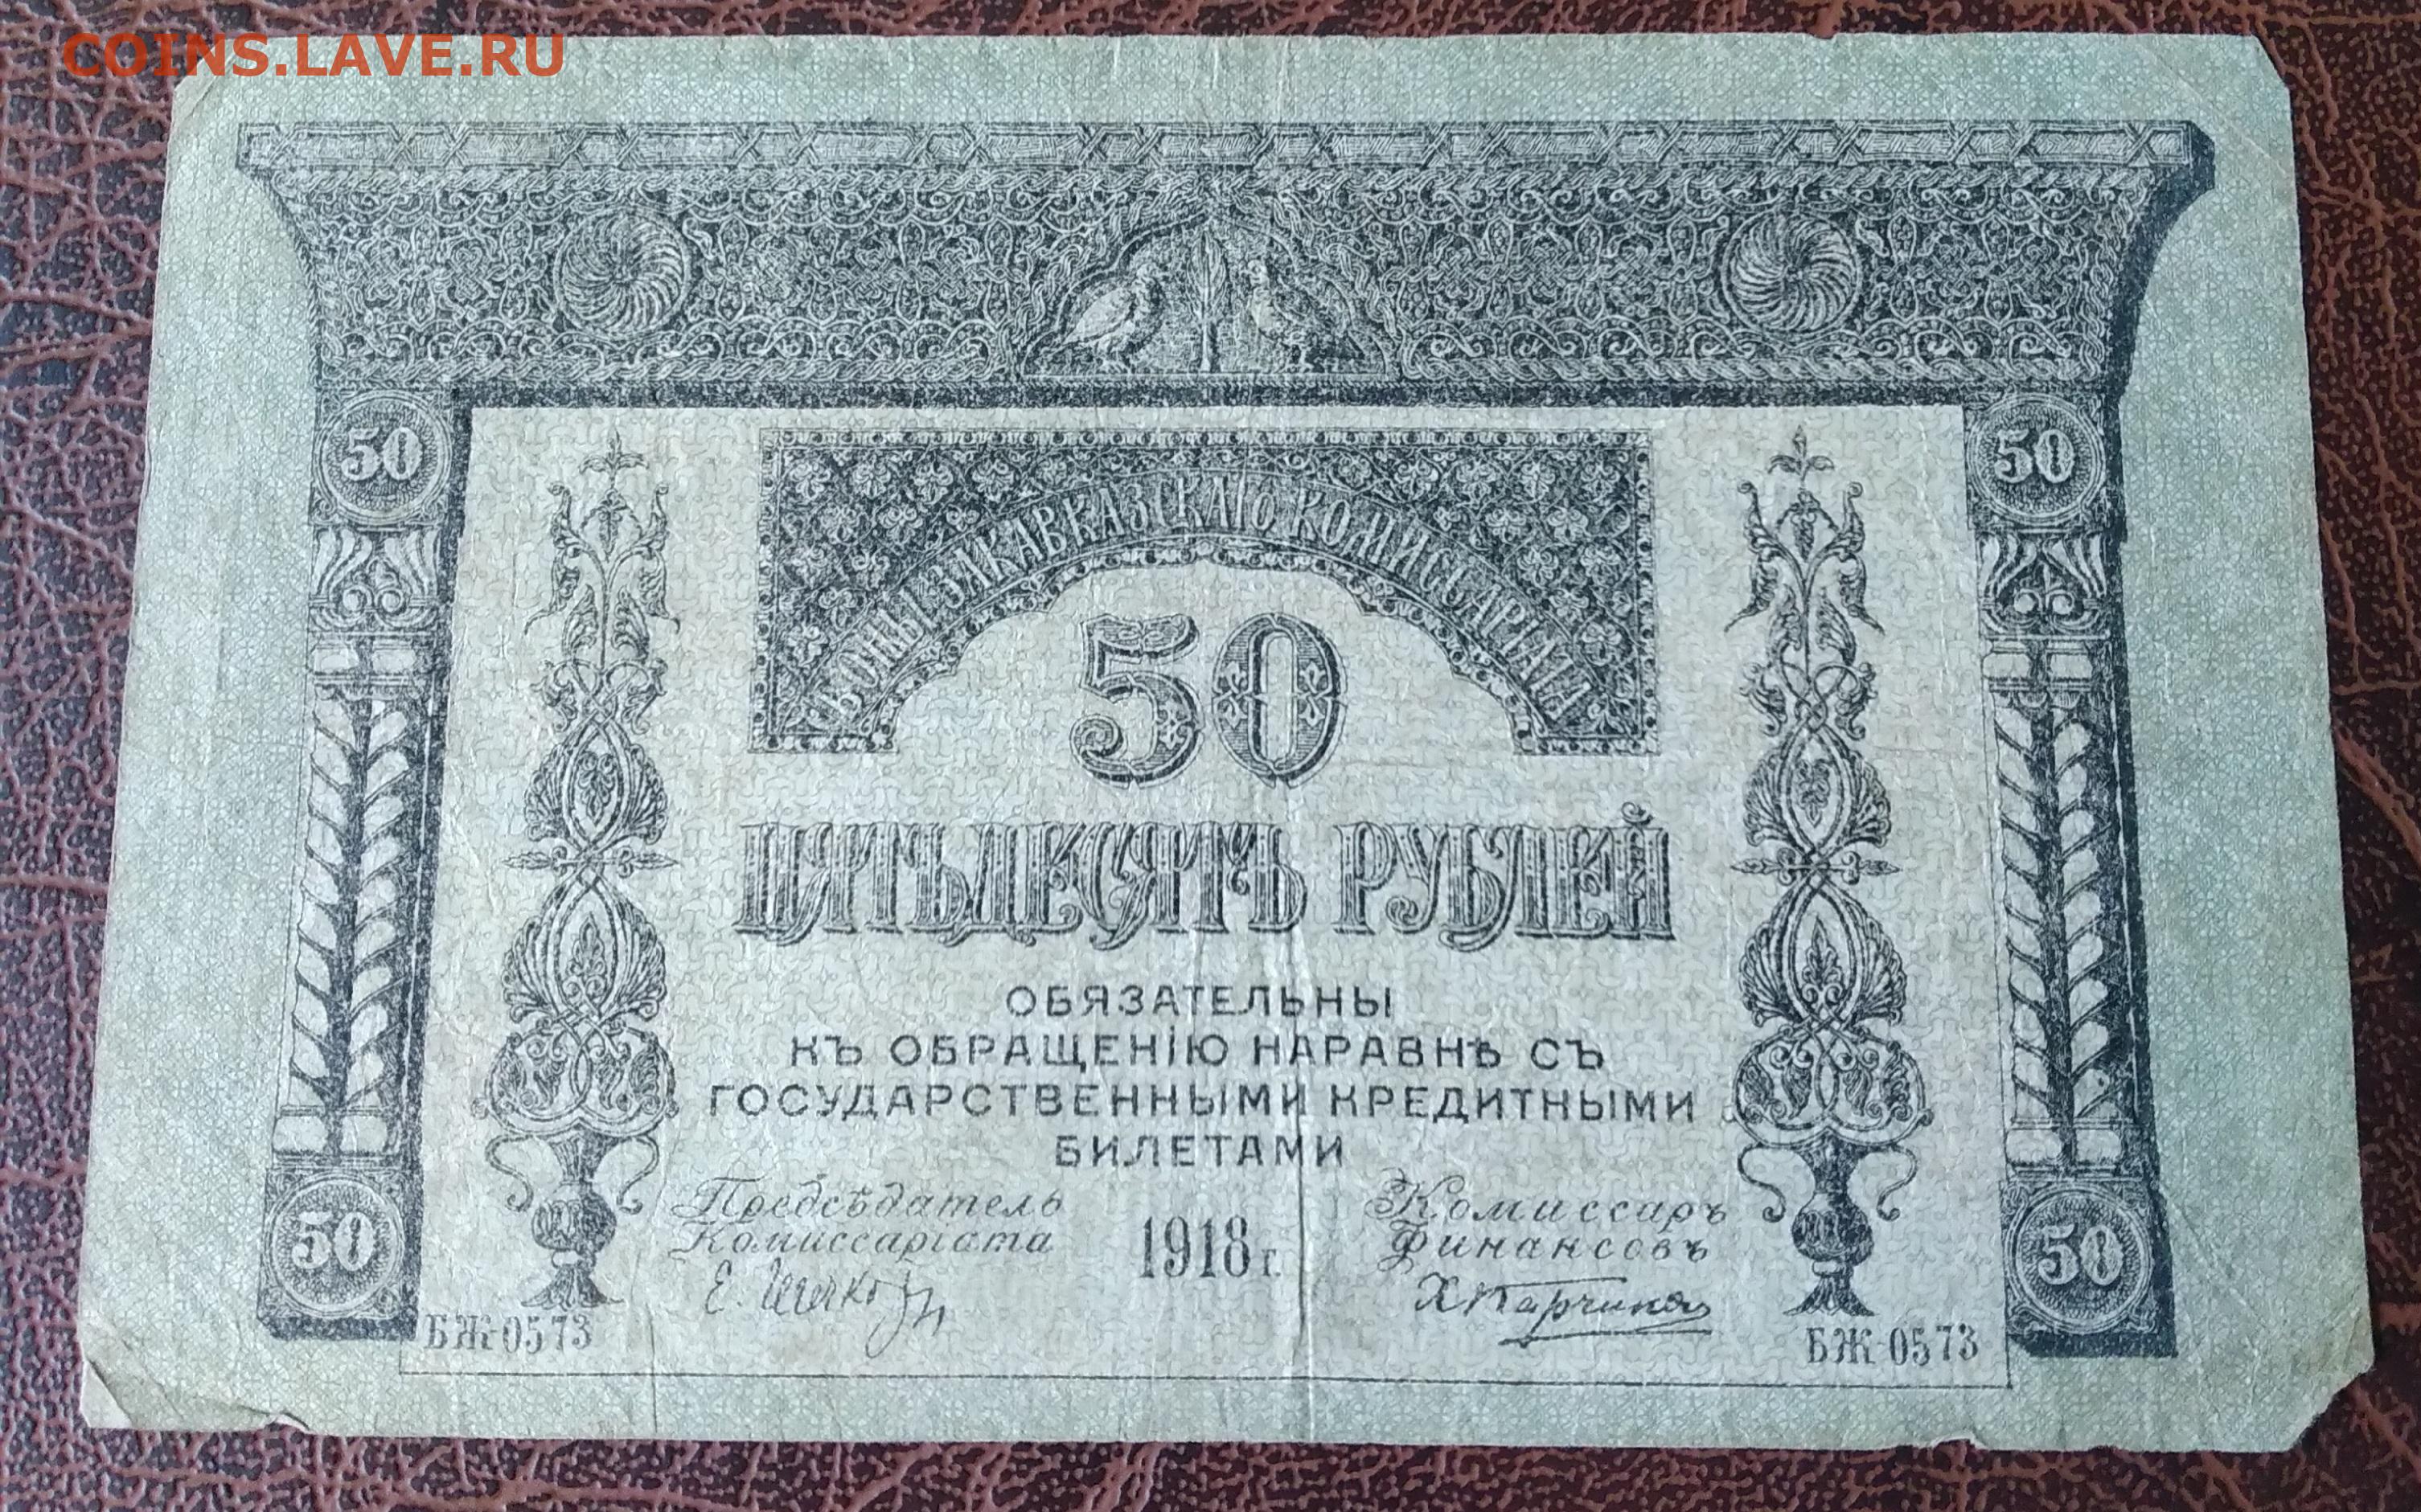 COINS.LAVE.RU
50 50
БОНЫ ЗАКАВКАЗСКАГО КОМИССАРІАТА
50
ПЯТЬДЕСЯТЪ РУБЛЕЙ
ОБЯЗАТЕЛЬНЫ
КЪ ОБРАЩЕНІЮ НАРАВНѢ СЪ
ГОСУДАРСТВЕННЫМИ КРЕДИТНЫМИ
БИЛЕТАМИ
Предсѣдатель
Комиссаріата
1918 г.
Комиссаръ
Финансовъ
50 50
БЖ-0573 БЖ-0573